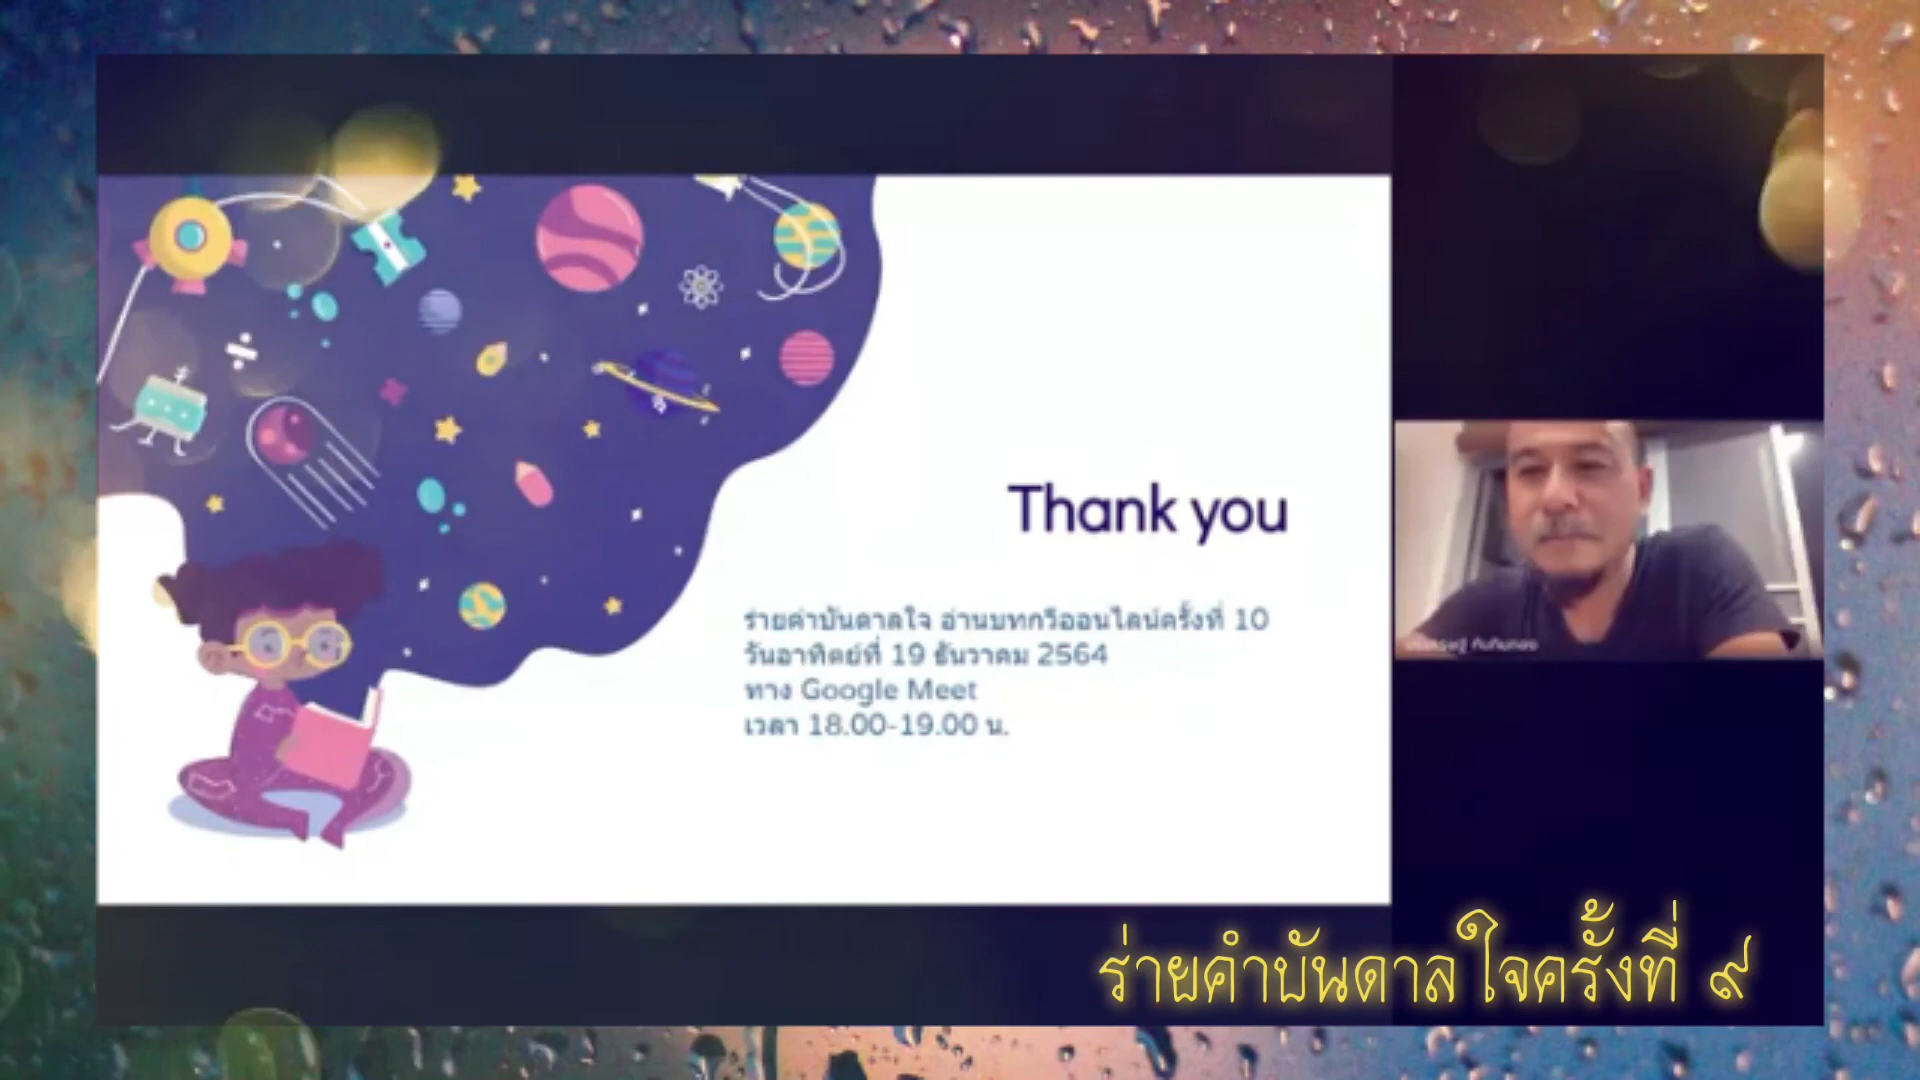 Thank you
ร่ายคำบันดาลใจ อ่านบทกวีออนไลน์ครั้งที่ 10
วันอาทิตย์ที่ 19 ธันวาคม 2564
ทาง Google Meet
เวลา 18.00-19.00 น.
ร่ายคำบันดาลใจครั้งที่ ๙